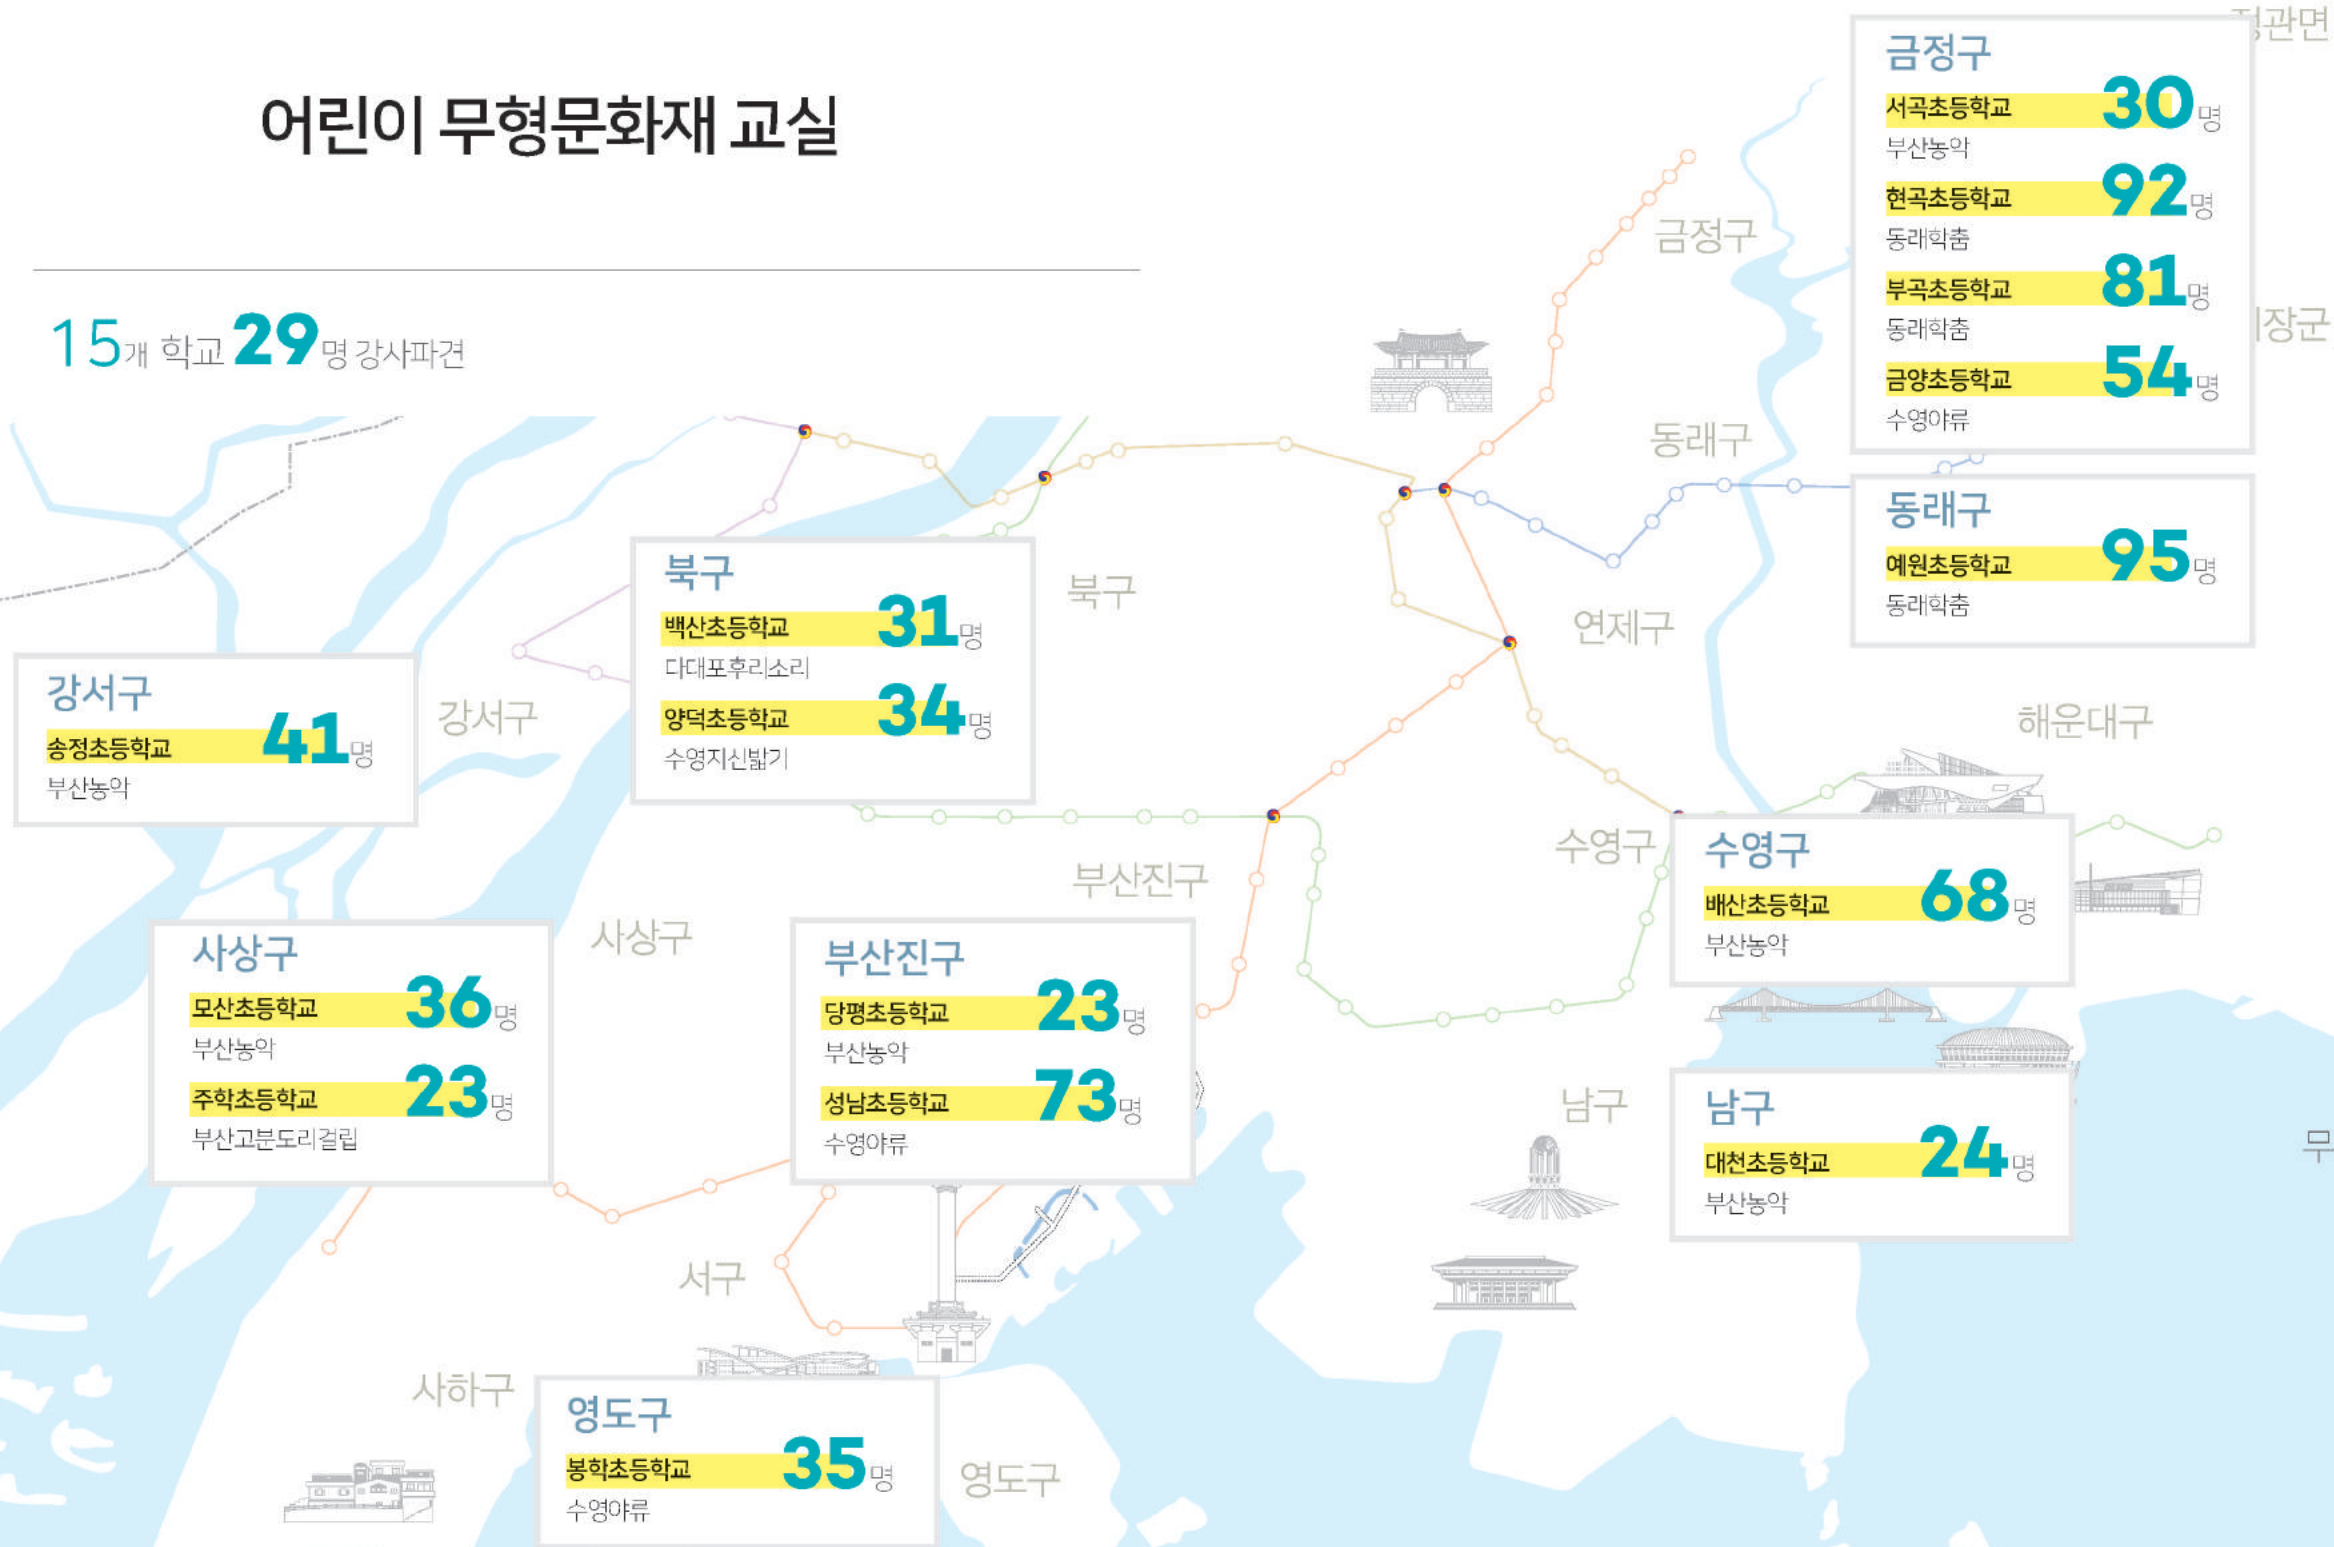 어린이 무형문화재 교실
15개 학교 29명 강사파견
금정구
서곡초등학교 30명
부산농악
현곡초등학교 92명
동래학춤
부곡초등학교 81명
동래학춤
금양초등학교 54명
수영야류
동래구
예원초등학교 95명
동래학춤
북구
백산초등학교 31명
다대포후리소리
양덕초등학교 34명
수영지신밟기
강서구
송정초등학교 41명
부산농악
수영구
배산초등학교 68명
부산농악
사상구
모산초등학교 36명
부산농악
주학초등학교 23명
부산고분도리걸립
부산진구
당평초등학교 23명
부산농악
성남초등학교 73명
수영야류
남구
대천초등학교 24명
부산농악
영도구
봉학초등학교 35명
수영야류
금정구
동래구
북구
연제구
강서구
해운대구
수영구
부산진구
사상구
남구
서구
사하구
영도구